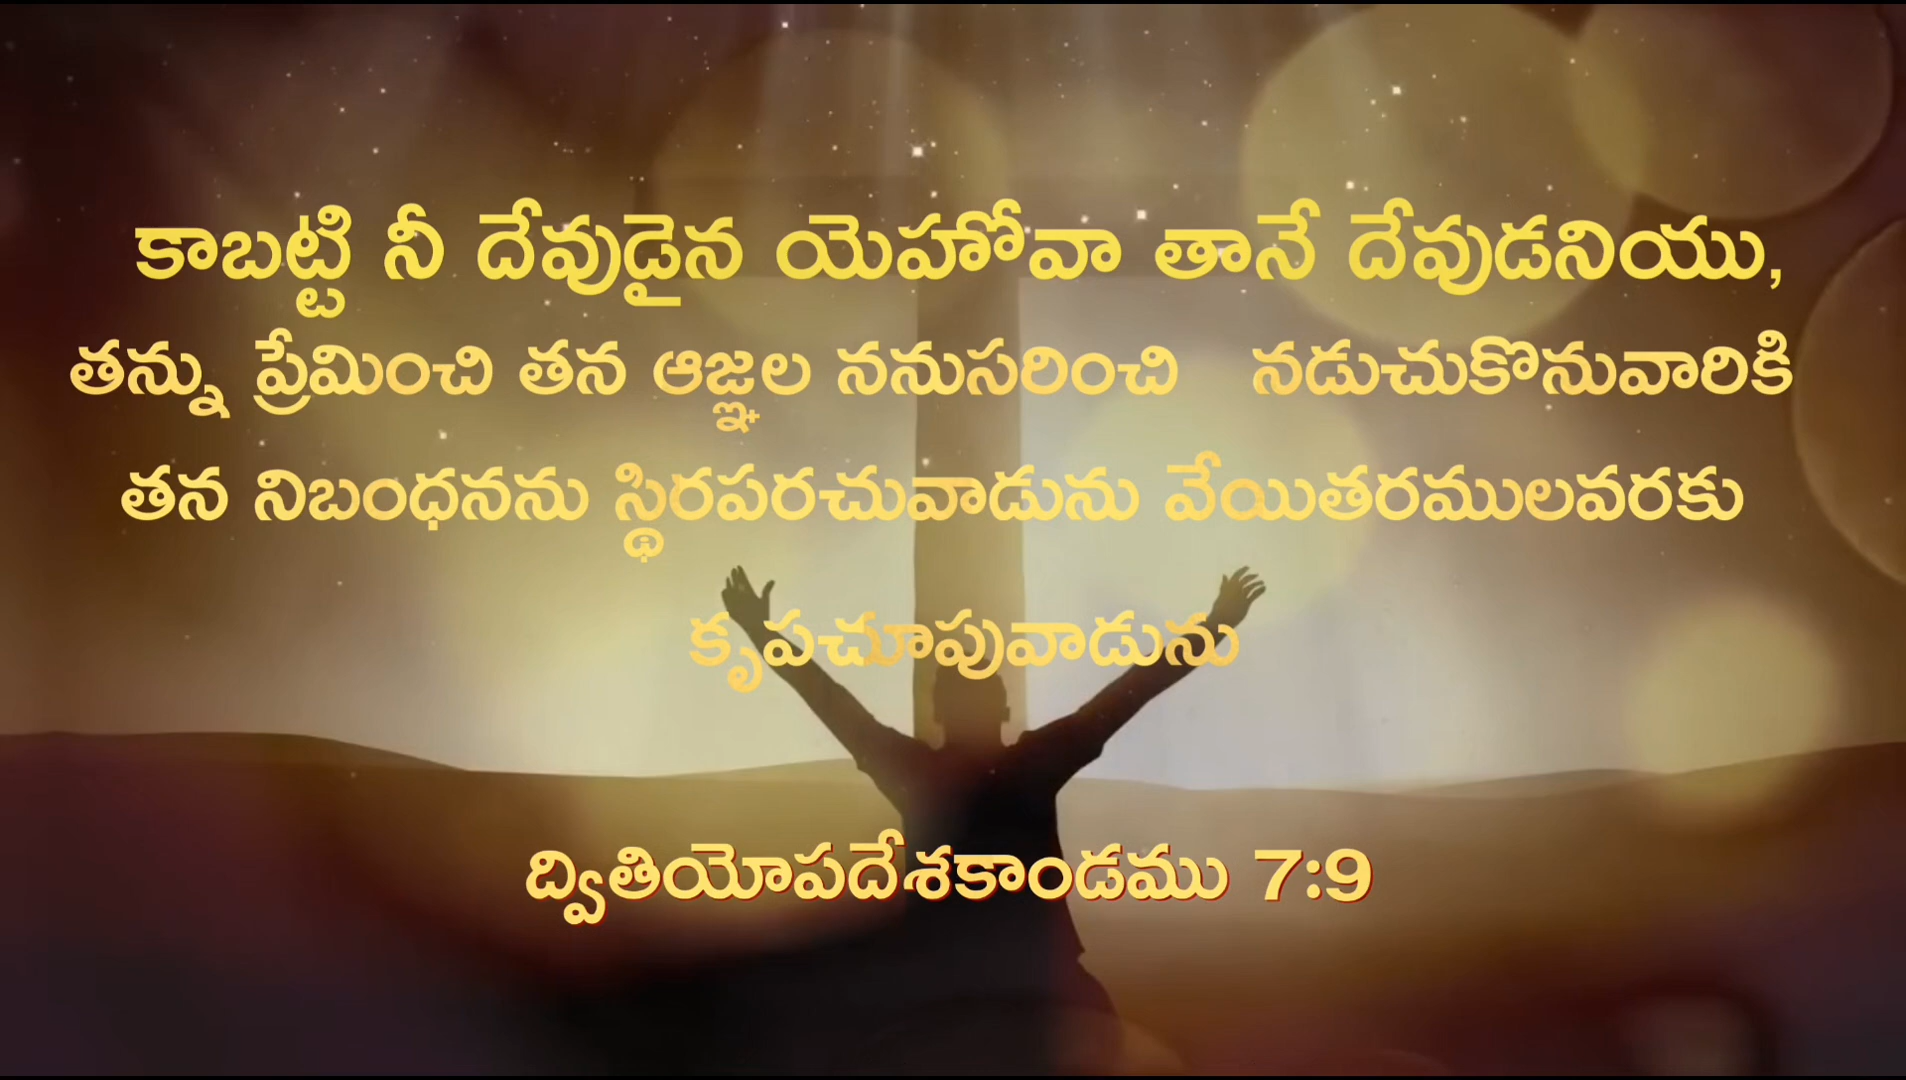 కాబట్టి నీ దేవుడైన యెహోవా తానే దేవుడనియు,
తన్ను ప్రేమించి తన ఆజ్ఞల ననుసరించి నడుచుకొనువారికి
తన నిబంధనను స్థిరపరచువాడును వేయితరములవరకు
కృపచూపువాడును
ద్వితియోపదేశకాండము 7:9